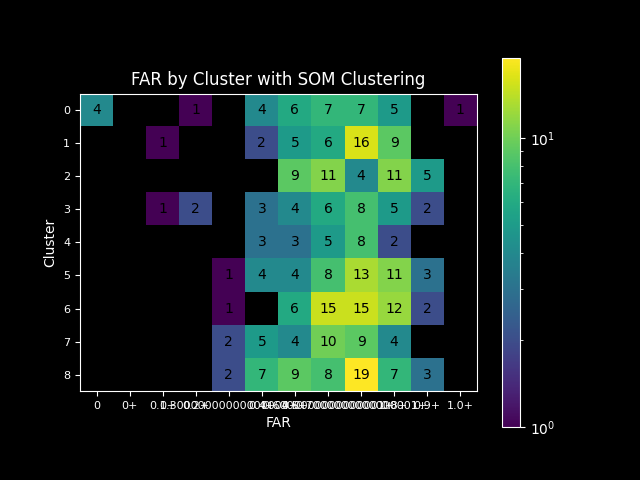 FAR by Cluster with SOM Clustering
0 4 1 4 6 7 7 5 1
1 1 2 5 6 16 9
2 9 11 4 11 5
3 1 2 3 4 6 8 5 2
4 3 3 5 8 2
5 1 4 4 8 13 11 3
6 1 6 15 15 12 2
7 2 5 4 10 9 4
8 2 7 9 8 19 7 3
0 0+ 0.9+ 1.0+
Cluster
FAR
10¹
10⁰